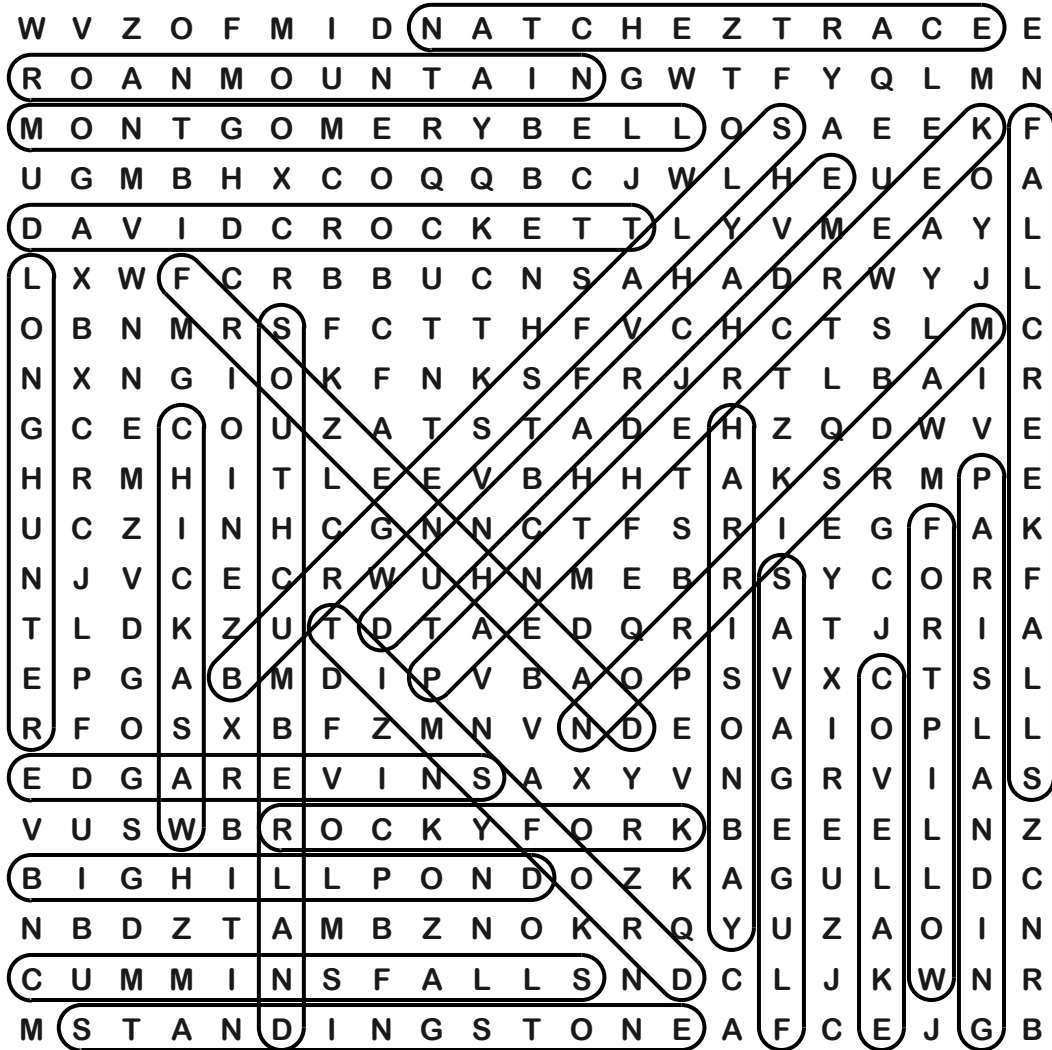 W V Z O F M I D N A T C H E Z T R A C E E
R O A N M O U N T A I N G W T F Y Q L M N
M O N T G O M E R Y B E L L O S A E E K F
U G M B H X C O Q Q B C J W L H E U E O A
D A V I D C R O C K E T T L Y V M E A Y L
L X W F C R B B U C N S A H A D R W Y J L
O B N M R S F C T T H F V C H C T S L M C
N X N G I O K F N K S F R J R T L B A I R
G C E C O U Z A T S T A D E H Z Q D W V E
H R M H I T L E E V B H H T A K S R M P E
U C Z I N H C G N N C T F S R I E G F A K
N J V C E C R W U H N M E B R S Y C O R F
T L D K Z U T D T A E D Q R I A T J R I A
E P G A B M D I P V B A O P S V X C T S L
R F O S X B F Z M N V N D E O A I O P L L
E D G A R E V I N S A X Y V N G R V I A S
V U S W B R O C K Y F O R K B E E E L N Z
B I G H I L L P O N D O Z K A G U L L D C
N B D Z T A M B Z N O K R Q Y U Z A O I N
C U M M I N S F A L L S N D C L J K W N R
M S T A N D I N G S T O N E A F C E J G B